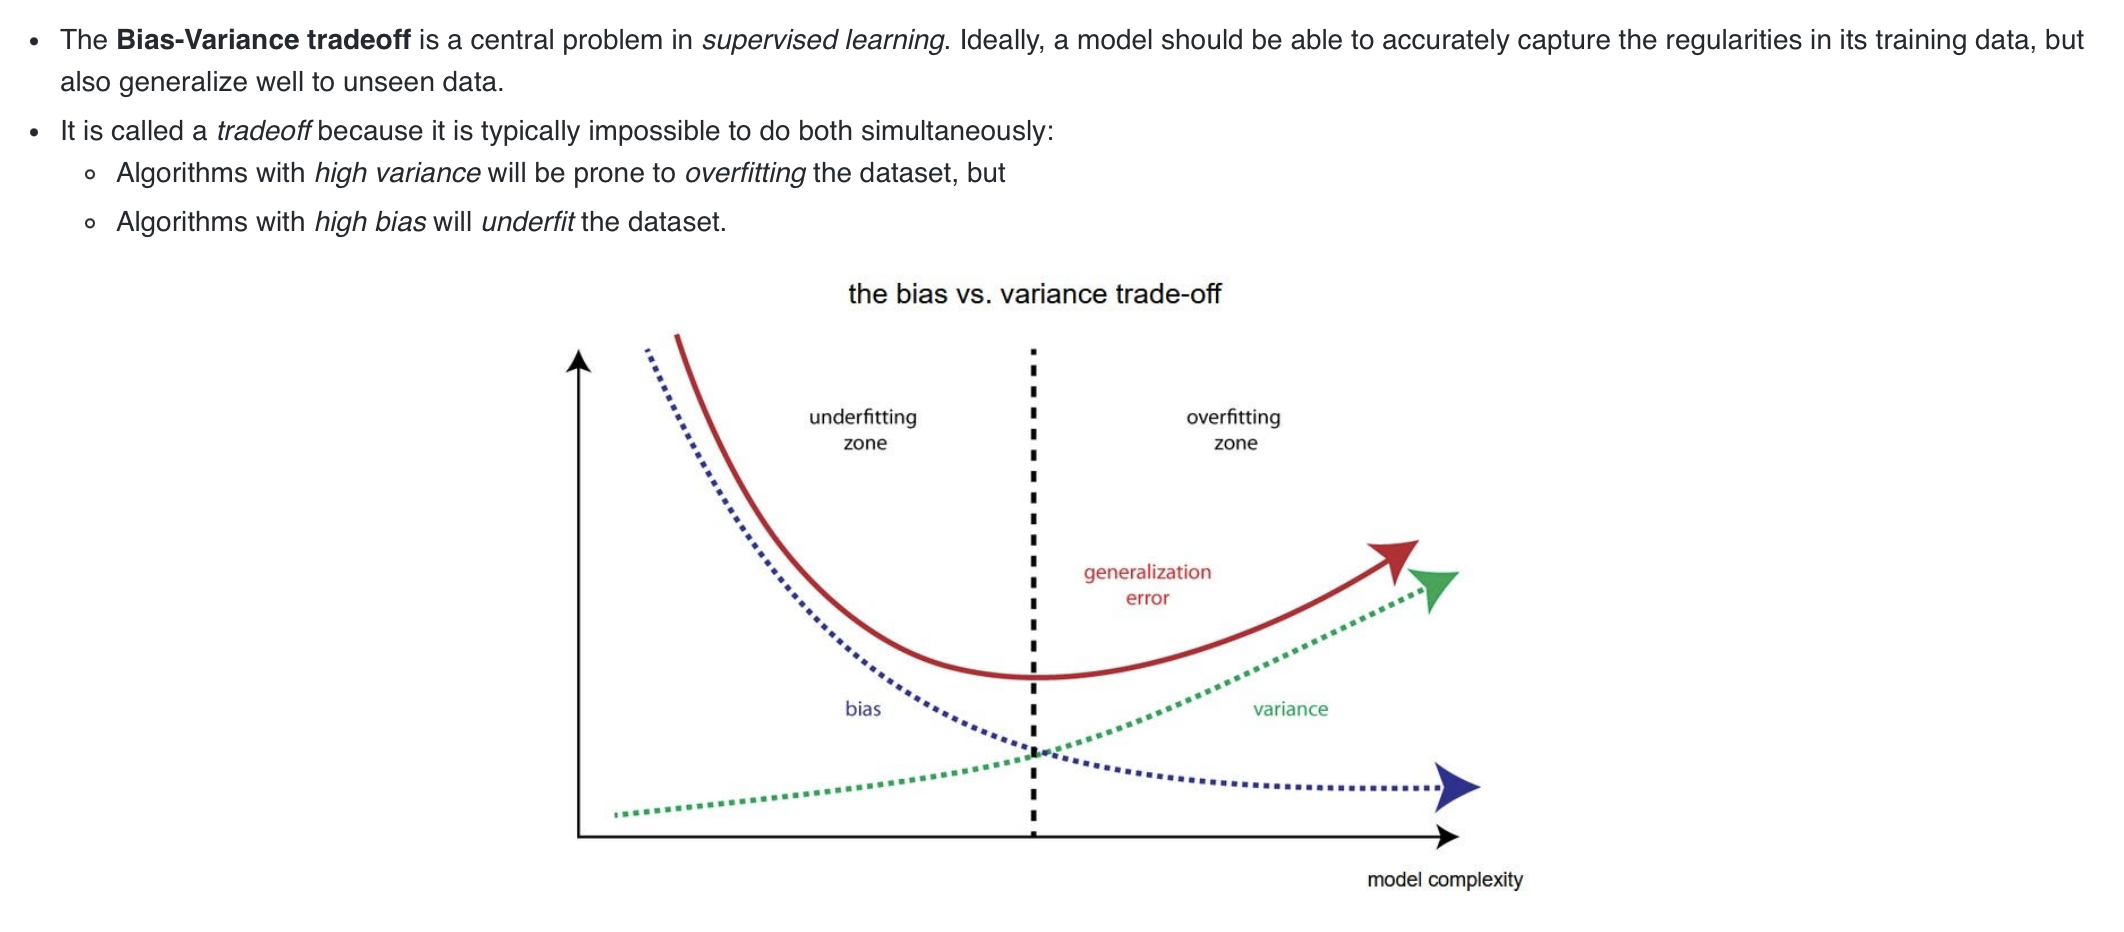 The Bias-Variance tradeoff is a central problem in supervised learning. Ideally, a model should be able to accurately capture the regularities in its training data, but
also generalize well to unseen data.
It is called a tradeoff because it is typically impossible to do both simultaneously:
Algorithms with high variance will be prone to overfitting the dataset, but
Algorithms with high bias will underfit the dataset.
the bias vs. variance trade-off
underfitting
zone
overfitting
zone
generalization
error
bias
variance
model complexity